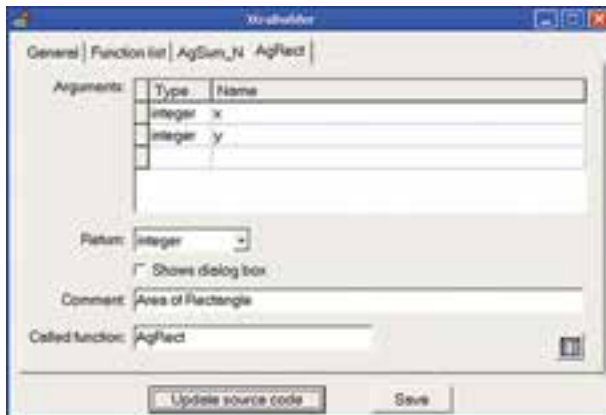 XtraBuilder
General Function list AgSum_N AgRect
Arguments: Type Name
integer x
integer y
Return: integer
Shows dialog box
Comment: Area of Rectangle
Called function: AgRect
Update source code Save